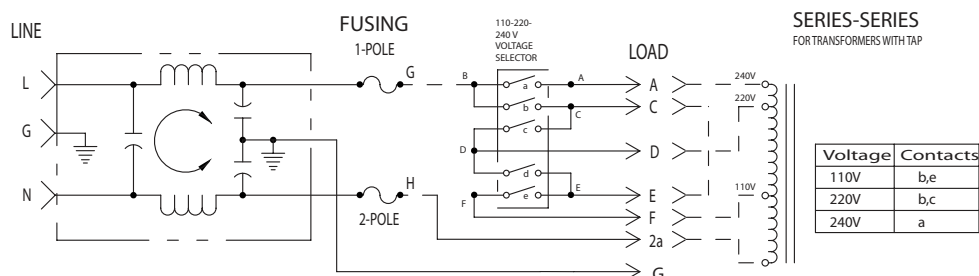 LINE
FUSING
1-POLE
110-220-
240 V
VOLTAGE
SELECTOR
LOAD
SERIES-SERIES
FOR TRANSFORMERS WITH TAP
L
G
B
a
A
A
240V
b
C
C
220V
G
c
D
D
Voltage Contacts
110V b,e
220V b,c
240V a
d
N
H
e
E
E
110V
F
F
2-POLE
2a
G